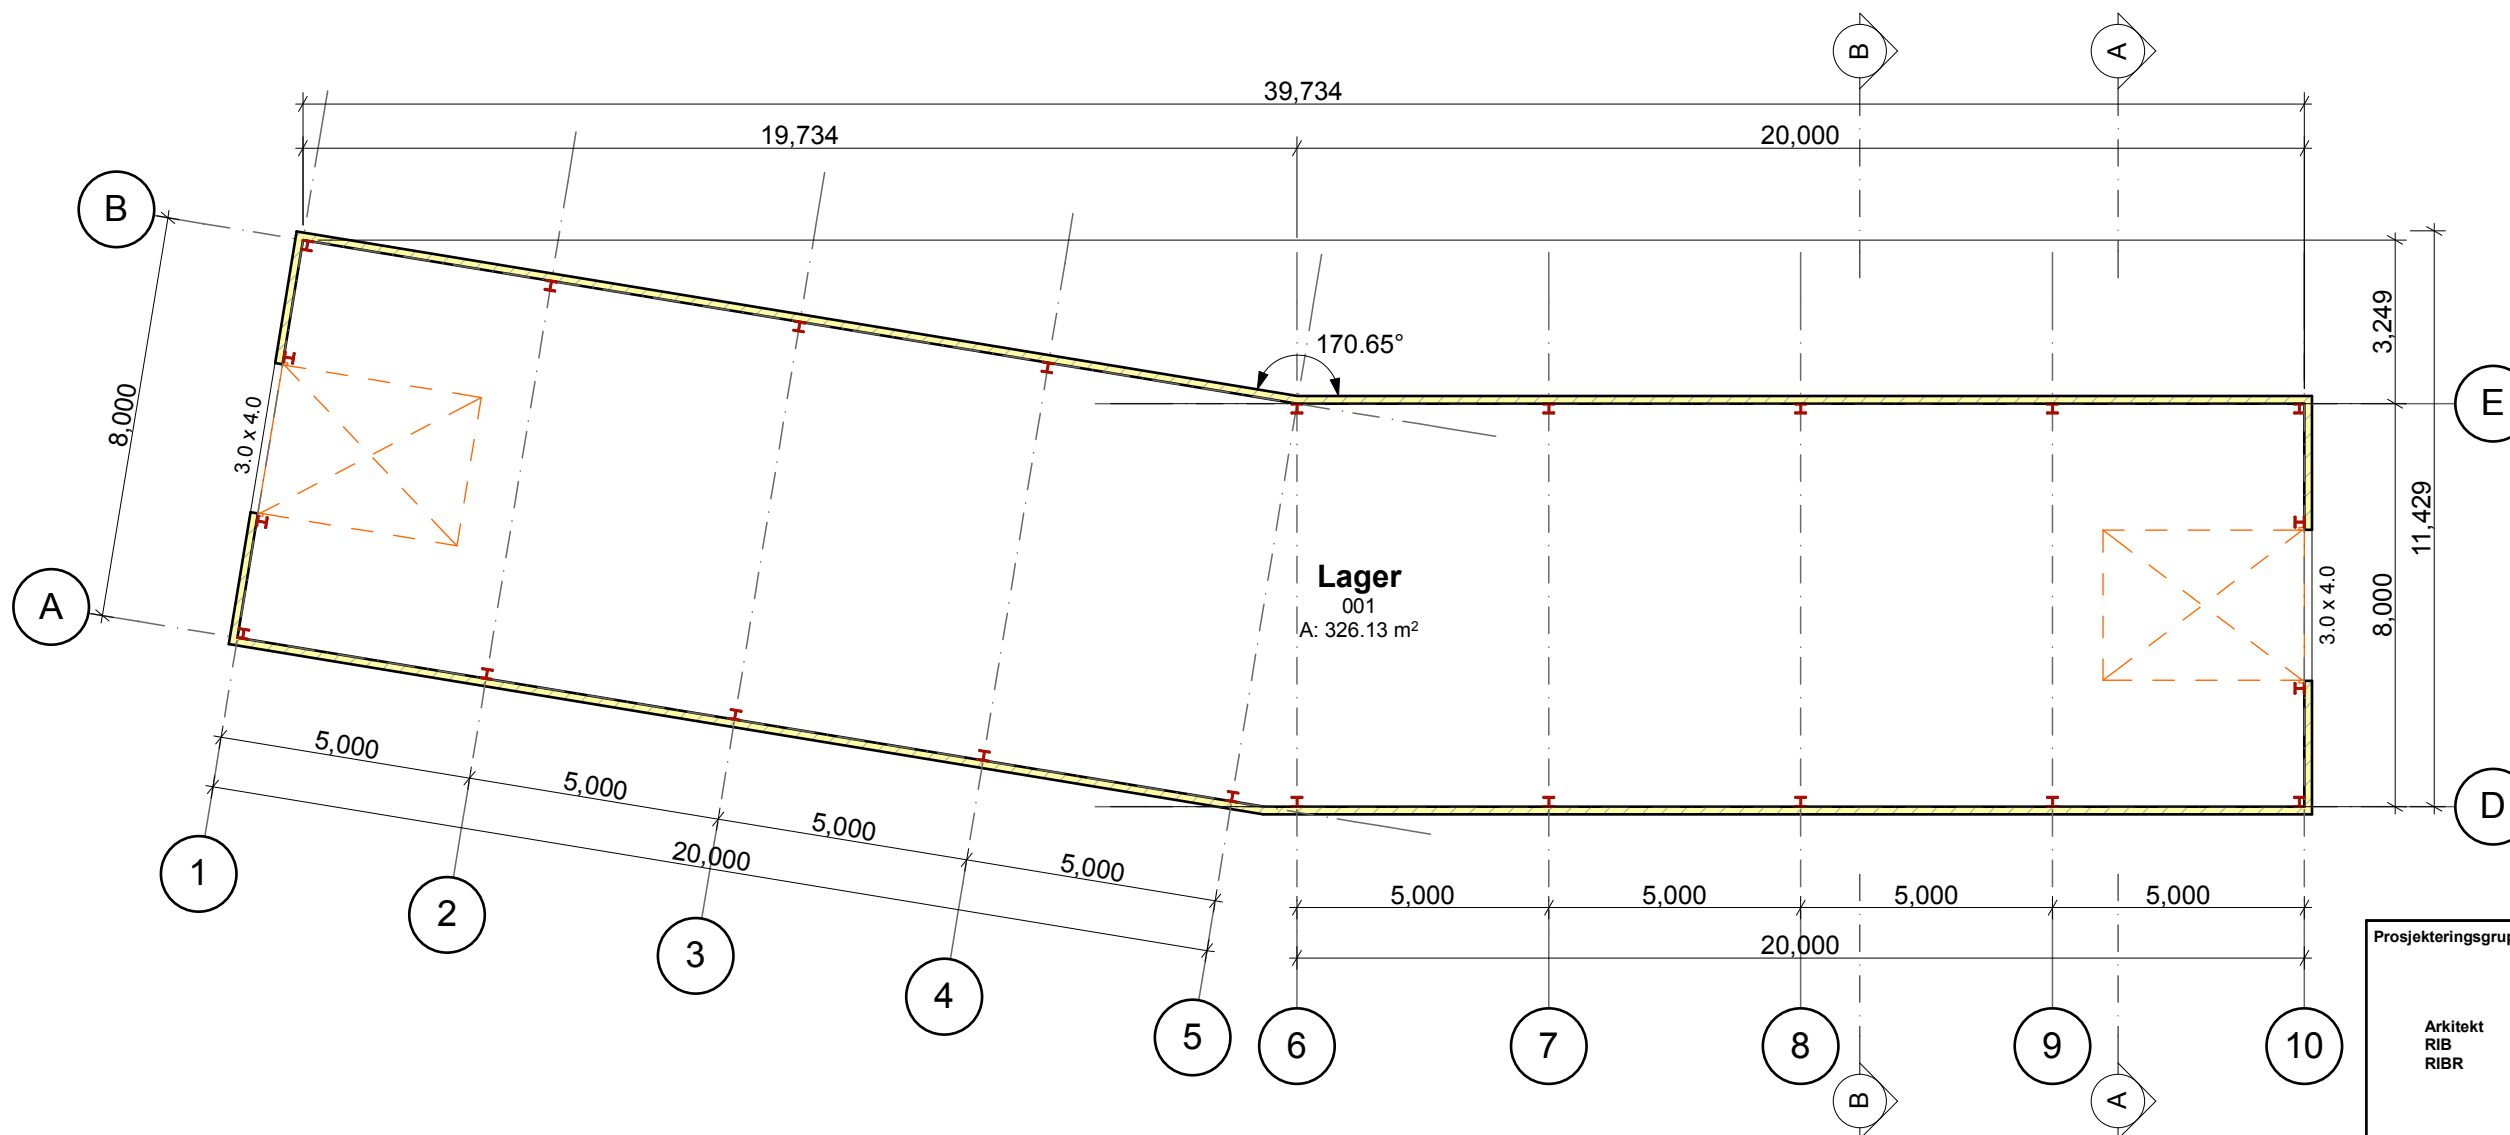 B
A
39,734
19,734
20,000
B
3,249
170.65°
E
8,000
3.0 x 4.0
11,429
Lager
001
A: 326.13 m²
3.0 x 4.0
8,000
A
D
5,000
5,000
5,000
5,000
20,000
5,000
5,000
5,000
5,000
20,000
1
2
3
4
5
6
7
8
9
10
B
A
Prosjekteringsgrup
Arkitekt
RIB
RIBR